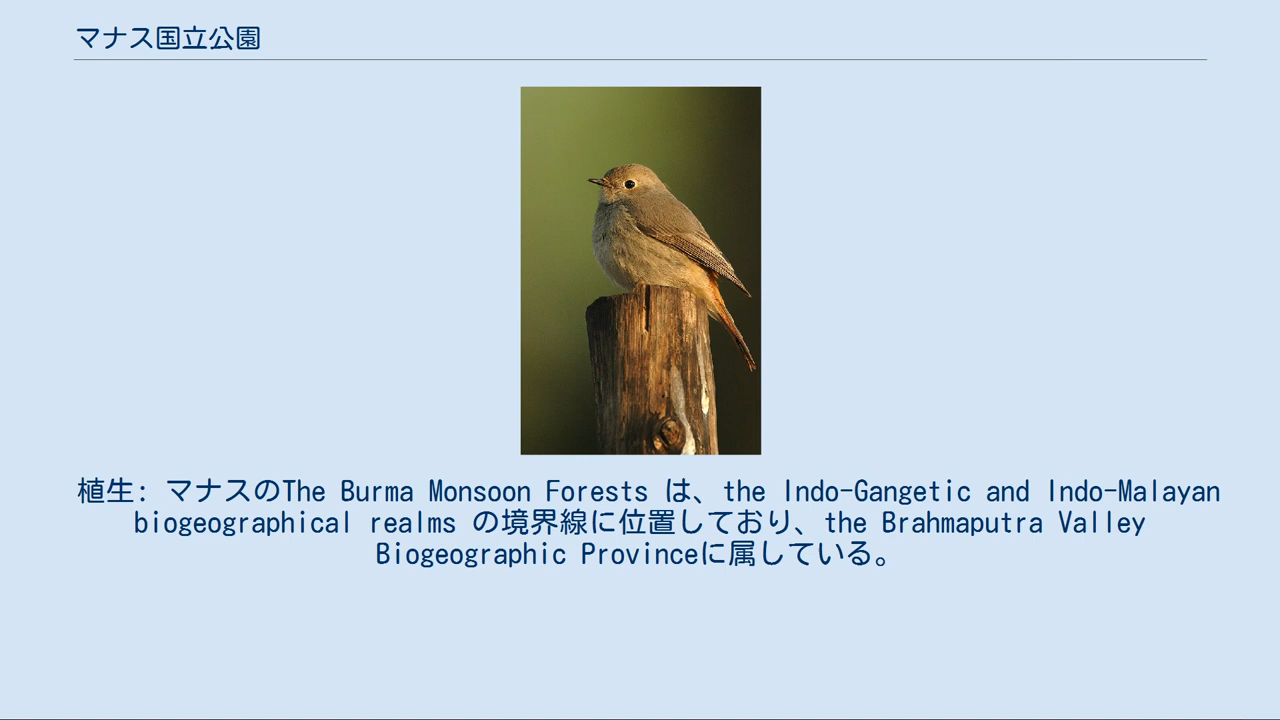 マナス国立公園
植生: マナスのThe Burma Monsoon Forests は、the Indo-Gangetic and Indo-Malayan
biogeographical realms の境界線に位置しており、the Brahmaputra Valley
Biogeographic Provinceに属している。